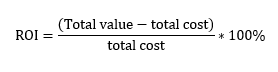 ROI = (Total value − total cost) / total cost * 100%